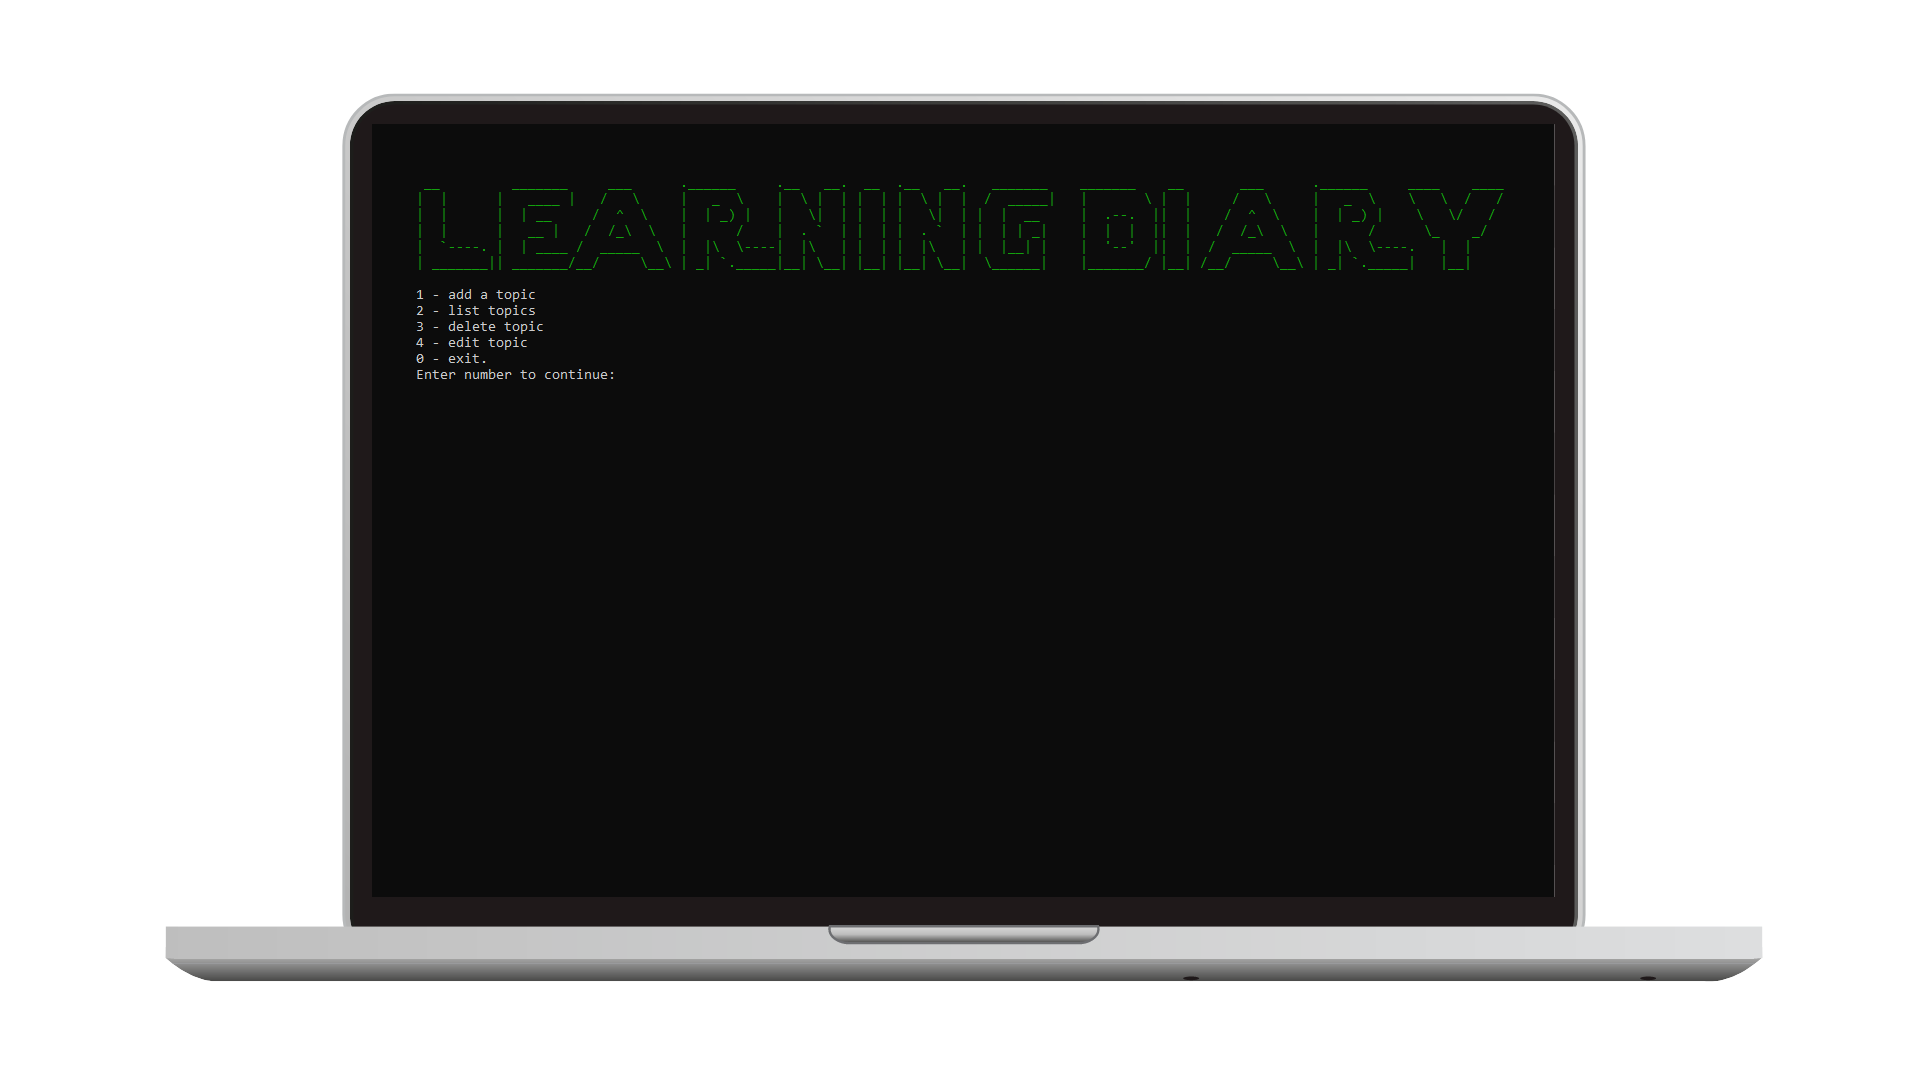 LEARNING DIARY
1 - add a topic
2 - list topics
3 - delete topic
4 - edit topic
0 - exit.
Enter number to continue: